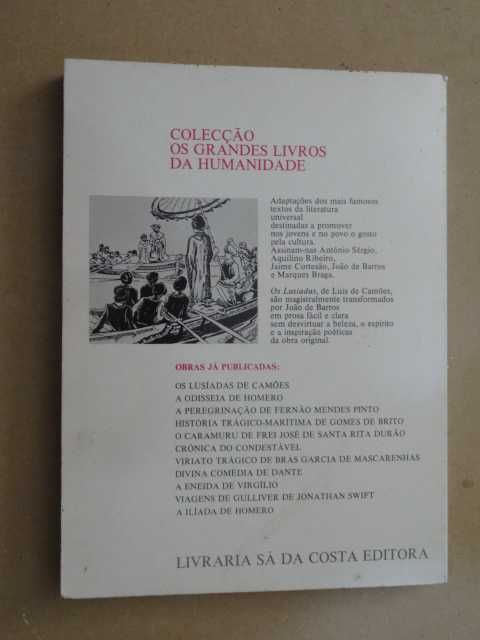 COLECÇÃO
OS GRANDES LIVROS
DA HUMANIDADE
Adaptações dos mais famosos
textos da literatura
universal
destinadas a promover
nos jovens e no povo o gosto
pela cultura.
Assinam-nas António Sérgio,
Aquilino Ribeiro,
Jaime Cortesão, João de Barros
e Marques Braga.
Os Lusíadas, de Luís de Camões,
são magistralmente transformados
por João de Barros
em prosa fácil e clara
sem desvirtuar a beleza, o espírito
e a inspiração poéticas
da obra original.
OBRAS JÁ PUBLICADAS:
OS LUSÍADAS DE CAMÕES
A ODISSEIA DE HOMERO
A PEREGRINAÇÃO DE FERNÃO MENDES PINTO
HISTÓRIA TRÁGICO-MARÍTIMA DE GOMES DE BRITO
O CARAMURU DE FREI JOSÉ DE SANTA RITA DURÃO
CRÓNICA DO CONDESTÁVEL
VIRIATO TRÁGICO DE BRAS GARCIA DE MASCARENHAS
DIVINA COMÉDIA DE DANTE
A ENEIDA DE VIRGÍLIO
VIAGENS DE GULLIVER DE JONATHAN SWIFT
A ILÍADA DE HOMERO
LIVRARIA SÁ DA COSTA EDITORA